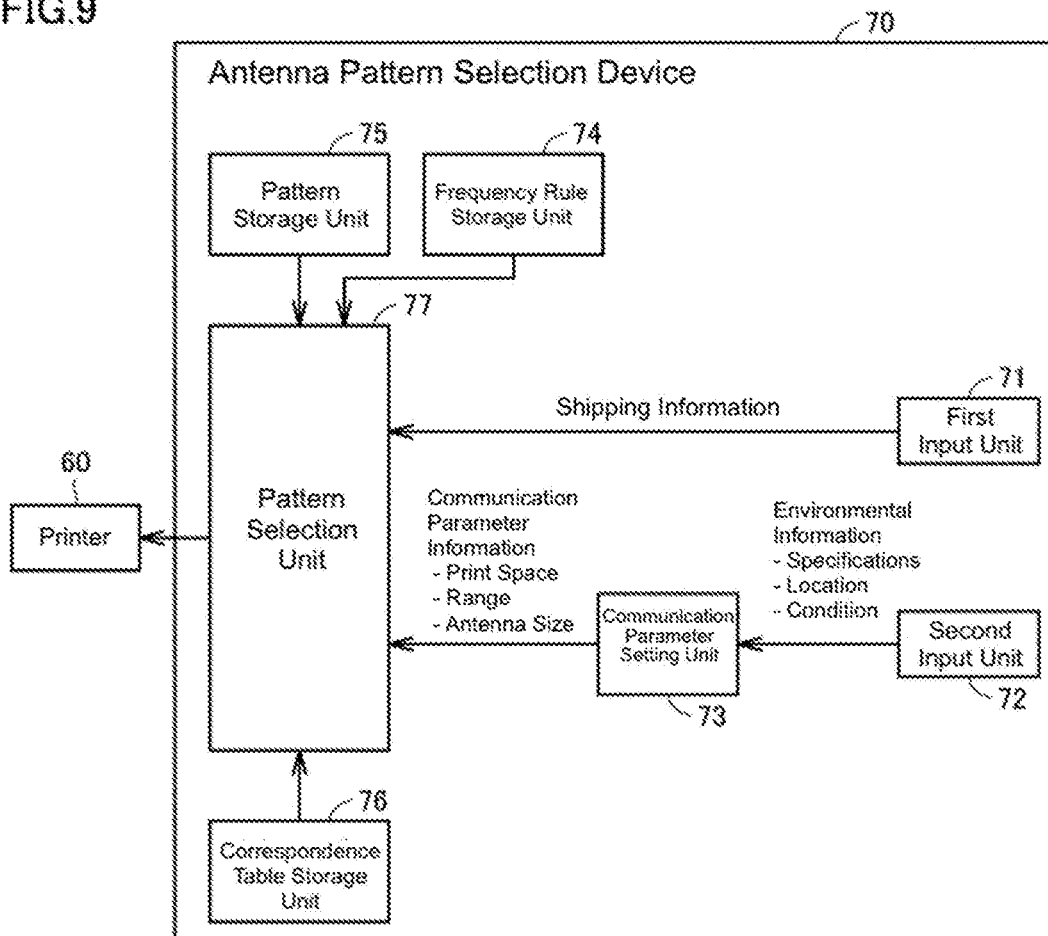 FIG.9
70
Antenna Pattern Selection Device
75
74
Pattern
Storage Unit
Frequency Rule
Storage Unit
77
71
Shipping Information
First
Input Unit
60
Printer
Pattern
Selection
Unit
Communication
Parameter
Information
- Print Space
- Range
- Antenna Size
Environmental
Information
- Specifications
- Location
- Condition
Communication
Parameter
Setting Unit
73
Second
Input Unit
72
76
Correspondence
Table Storage
Unit